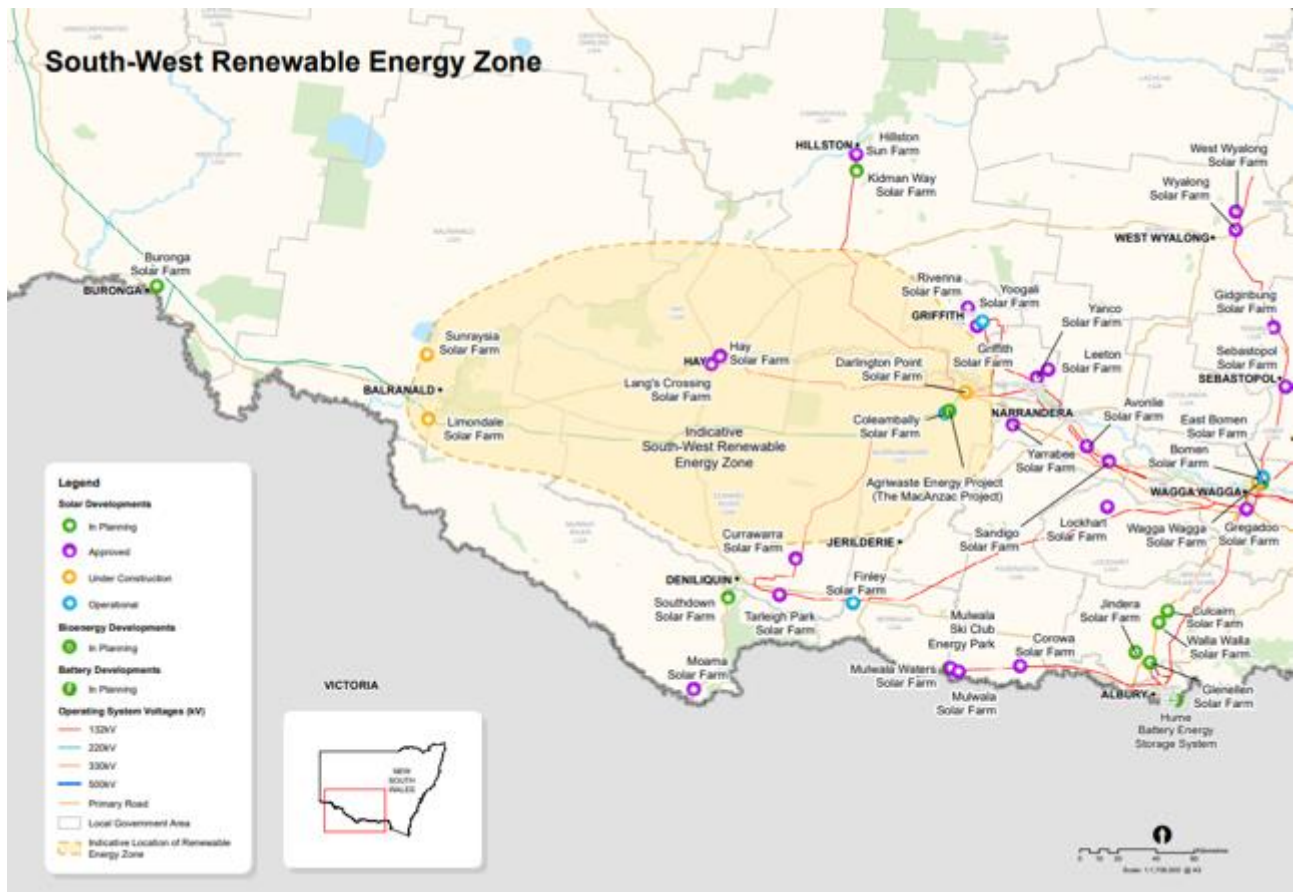 South-West Renewable Energy Zone
HILLSTON
Hillston
Sun Farm
Kidman Way
Solar Farm
West Wyalong
Solar Farm
Wyalong
Solar Farm
WEST WYALONG
Buronga
Solar Farm
BURONGA
Rivenna
Solar Farm
Yoogali
Solar Farm
GRIFFITH
Griffith
Solar Farm
Yanco
Solar Farm
Leeton
Solar Farm
Gidginbung
Solar Farm
Sebastopol
Solar Farm
SEBASTOPOL
Sunraysia
Solar Farm
HAY
Hay
Solar Farm
Lang's Crossing
Solar Farm
Darlington Point
Solar Farm
BALRANALD
Limondale
Solar Farm
Coleambally
Solar Farm
NARRANDERA
Avonlie
Solar Farm
East Bomen
Solar Farm
Bomen
Solar Farm
Indicative
South-West Renewable
Energy Zone
Yarrabee
Solar Farm
Agriwaste Energy Project
(The MacAnzac Project)
WAGGA WAGGA
Sandigo
Solar Farm
Lockhart
Solar Farm
Wagga Wagga
Solar Farm
Gregadoo
Solar Farm
Currawarra
Solar Farm
JERILDERIE
DENILIQUIN
Southdown
Solar Farm
Tarleigh Park
Solar Farm
Finley
Solar Farm
Mulwala
Ski Club
Energy Park
Corowa
Solar Farm
Jindera
Solar Farm
Culcairn
Solar Farm
Walla Walla
Solar Farm
Moama
Solar Farm
Mulwala Waters
Solar Farm
Mulwala
Solar Farm
ALBURY
Glenellen
Solar Farm
Hume
Battery Energy
Storage System
VICTORIA
Legend
Solar Developments
In Planning
Approved
Under Construction
Operational
Bioenergy Developments
In Planning
Battery Developments
In Planning
Operating System Voltages (kV)
132kV
220kV
330kV
500kV
Primary Road
Local Government Area
Indicative Location of Renewable
Energy Zone
NEW
SOUTH
WALES